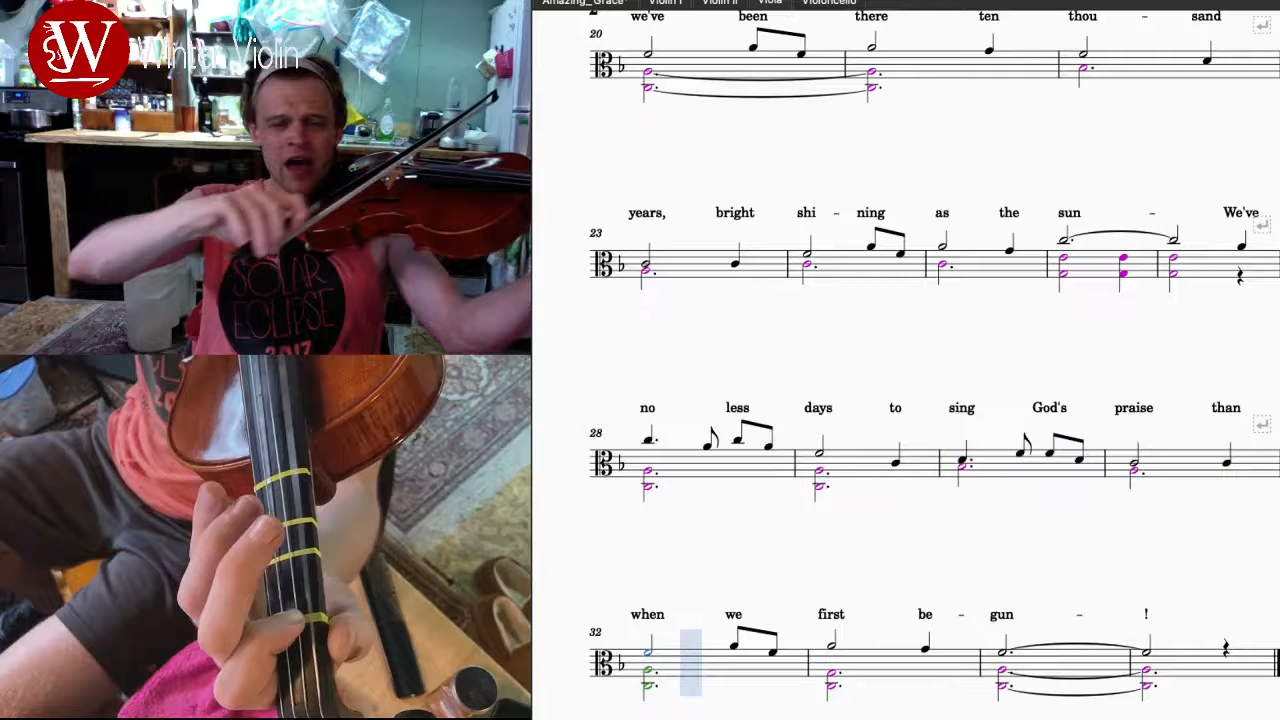 Amazing_Grace* Violin I Violin II Viola Violoncello
we've been there ten thou - sand
20
W Winter Violin
years, bright shi - ning as the sun - We've
23
SOLAR
ECLIPSE
2017
no less days to sing God's praise than
28
when we first be - gun - !
32